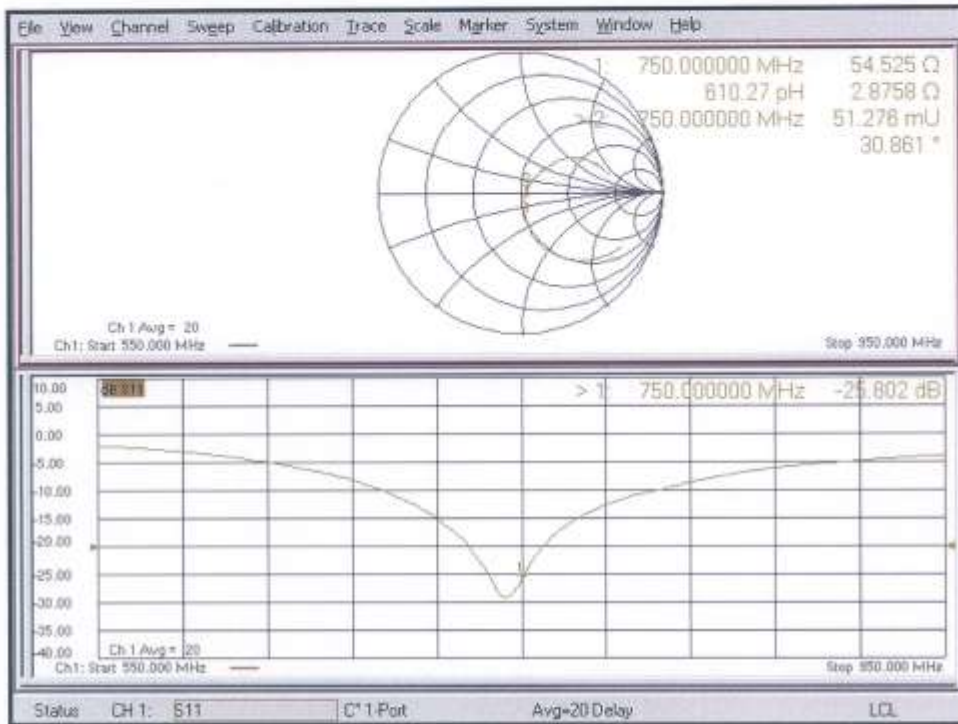 File View Channel Sweep Calibration Trace Scale Marker System Window Help
1: 750.000000 MHz 54.525 Ω
610.27 pH 2.8758 Ω
> 2: 750.000000 MHz 51.276 mU
30.861 °
Ch 1 Avg = 20
Ch1: Start 550.000 MHz
Stop 950.000 MHz
10.00
dB S11
> 1: 750.000000 MHz -25.802 dB
5.00
0.00
-5.00
-10.00
-15.00
-20.00
-25.00
1
-30.00
-35.00
-40.00
Ch 1 Avg = 20
Ch1: Start 550.000 MHz
Stop 950.000 MHz
Status CH 1: S11 C* 1-Port Avg=20 Delay LCL